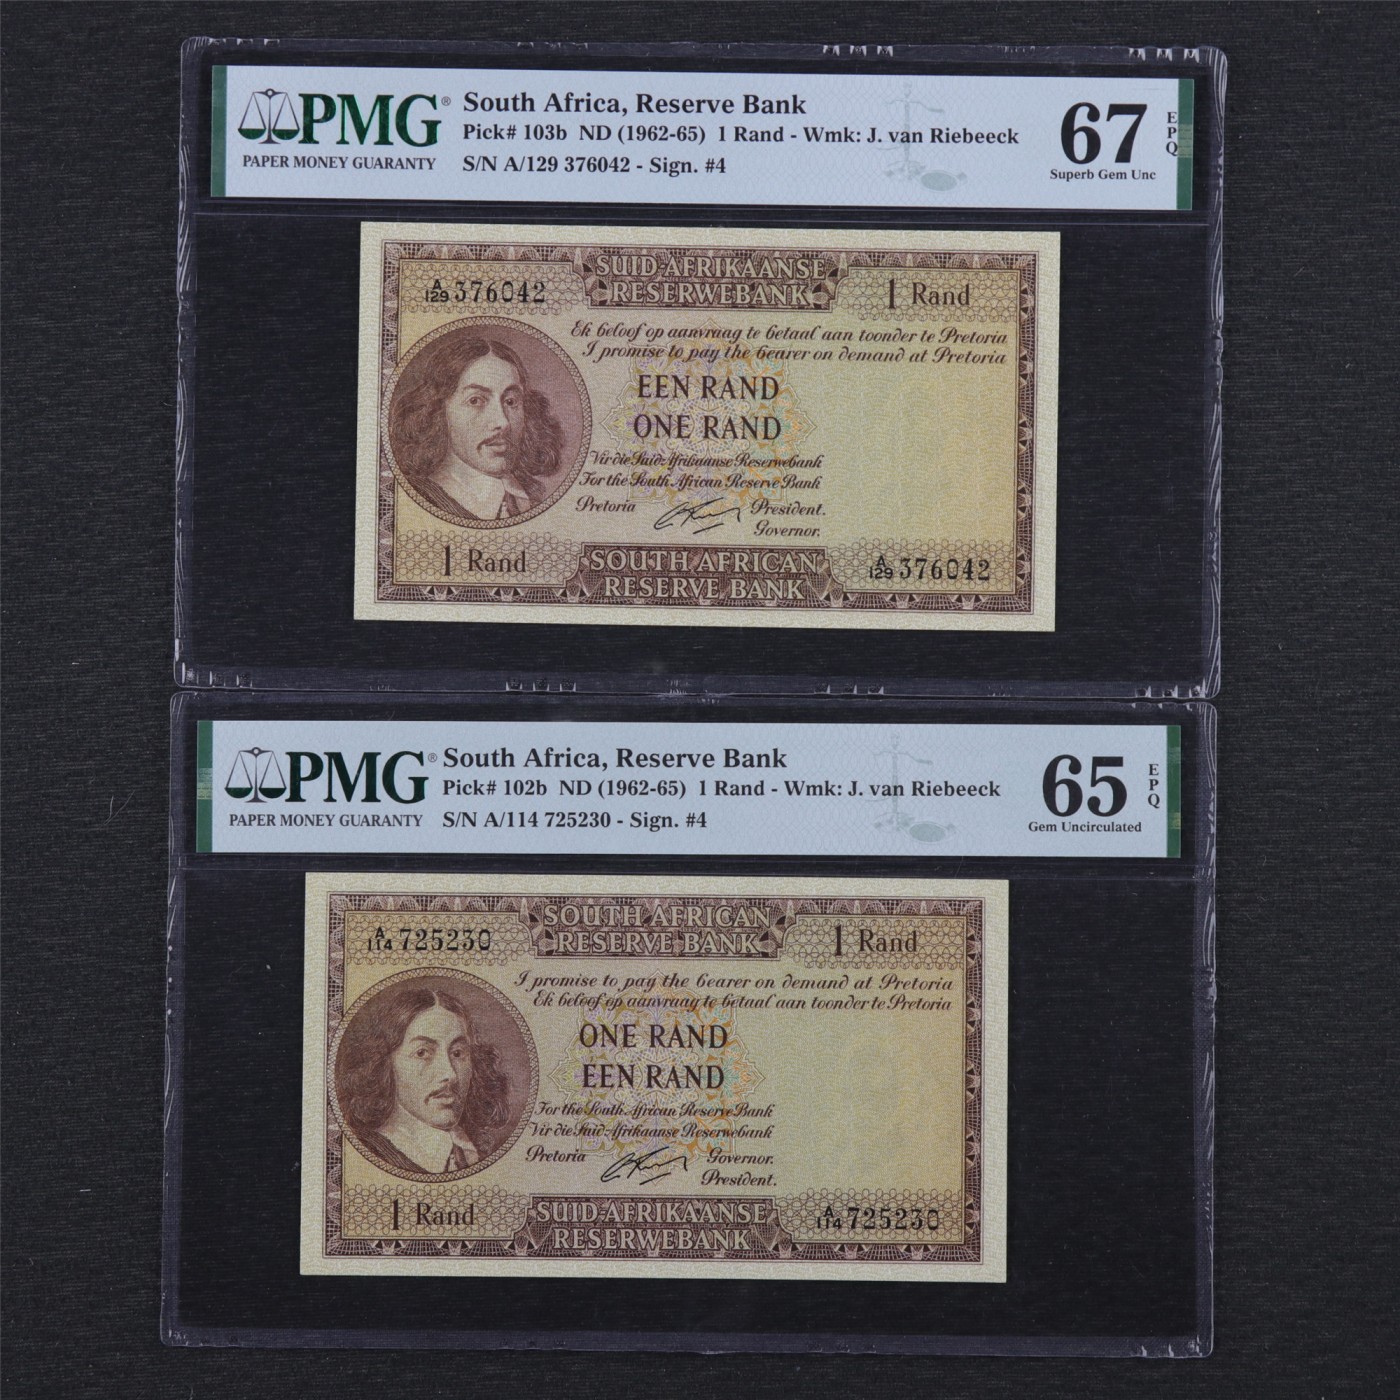 PMG®
PAPER MONEY GUARANTY
South Africa, Reserve Bank
Pick# 103b ND (1962-65) 1 Rand - Wmk: J. van Riebeeck
S/N A/129 376042 - Sign. #4
67
Superb Gem Unc
EPQ
SUID-AFRIKAANSE
RESERWEBANK
A/129 376042
1 Rand
Ek beloof op aanvraag te betaal aan toonder te Pretoria
I promise to pay the bearer on demand at Pretoria
EEN RAND
ONE RAND
Vir die Suid-Afrikaanse Reserwebank
For the South African Reserve Bank
Pretoria President.
Governor.
1 Rand
SOUTH AFRICAN
RESERVE BANK
A/129 376042
PMG®
PAPER MONEY GUARANTY
South Africa, Reserve Bank
Pick# 102b ND (1962-65) 1 Rand - Wmk: J. van Riebeeck
S/N A/114 725230 - Sign. #4
65
Gem Uncirculated
EPQ
SOUTH AFRICAN
RESERVE BANK
A/114 725230
1 Rand
I promise to pay the bearer on demand at Pretoria
Ek beloof op aanvraag te betaal aan toonder te Pretoria
ONE RAND
EEN RAND
For the South African Reserve Bank
Vir die Suid-Afrikaanse Reserwebank
Pretoria Governor.
President.
1 Rand
SUID-AFRIKAANSE
RESERWEBANK
A/114 725230